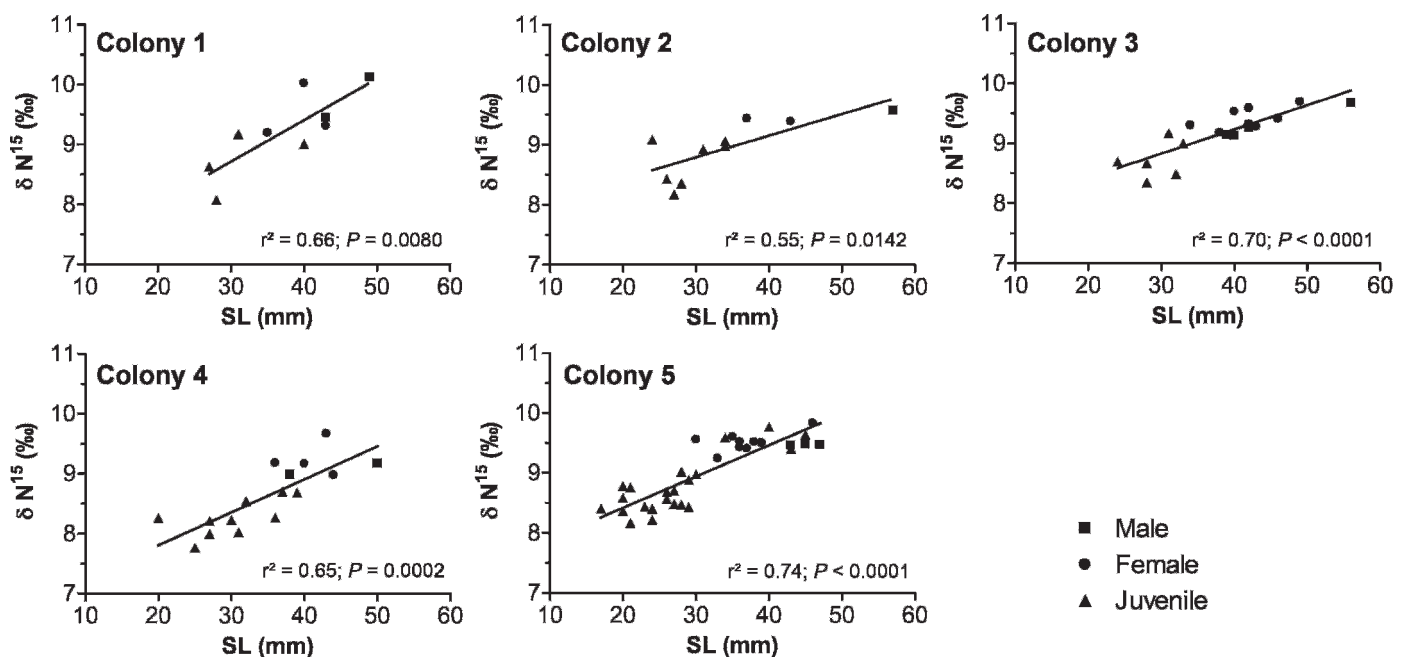 Colony 1
11
10
9
8
7
δ N¹⁵ (‰)
r² = 0.66; P = 0.0080
10 20 30 40 50 60
SL (mm)
Colony 2
11
10
9
8
7
δ N¹⁵ (‰)
r² = 0.55; P = 0.0142
10 20 30 40 50 60
SL (mm)
Colony 3
11
10
9
8
7
δ N¹⁵ (‰)
r² = 0.70; P < 0.0001
10 20 30 40 50 60
SL (mm)
Colony 4
11
10
9
8
7
δ N¹⁵ (‰)
r² = 0.65; P = 0.0002
10 20 30 40 50 60
SL (mm)
Colony 5
11
10
9
8
7
δ N¹⁵ (‰)
r² = 0.74; P < 0.0001
10 20 30 40 50 60
SL (mm)
Male
Female
Juvenile